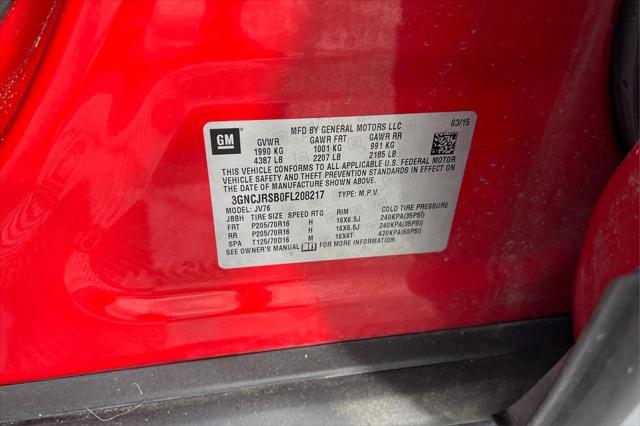 GM
MFD BY GENERAL MOTORS LLC 03/15
GVWR GAWR FRT GAWR RR
1990 KG 1001 KG 991 KG
4387 LB 2207 LB 2185 LB
THIS VEHICLE CONFORMS TO ALL APPLICABLE U.S. FEDERAL MOTOR
VEHICLE SAFETY AND THEFT PREVENTION STANDARDS IN EFFECT ON
THE DATE OF MANUFACTURE SHOWN ABOVE.
3GNCJRSB0FL208217 TYPE: M.P.V.
MODEL: JV76
JBBH TIRE SIZE SPEED RTG RIM COLD TIRE PRESSURE
FRT P205/70R16 H 16X6.5J 240KPA(35PSI)
RR P205/70R16 H 16X6.5J 240KPA(35PSI)
SPA T125/70D16 M 16X4T 420KPA(60PSI)
SEE OWNER'S MANUAL FOR MORE INFORMATION.